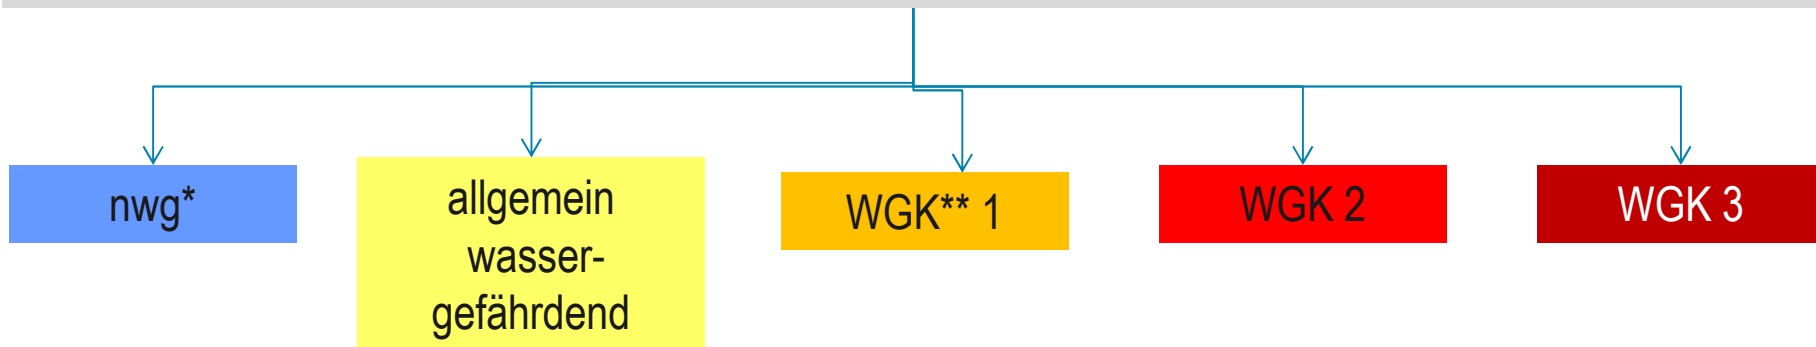 nwg*
allgemein
wasser-
gefährdend
WGK** 1
WGK 2
WGK 3